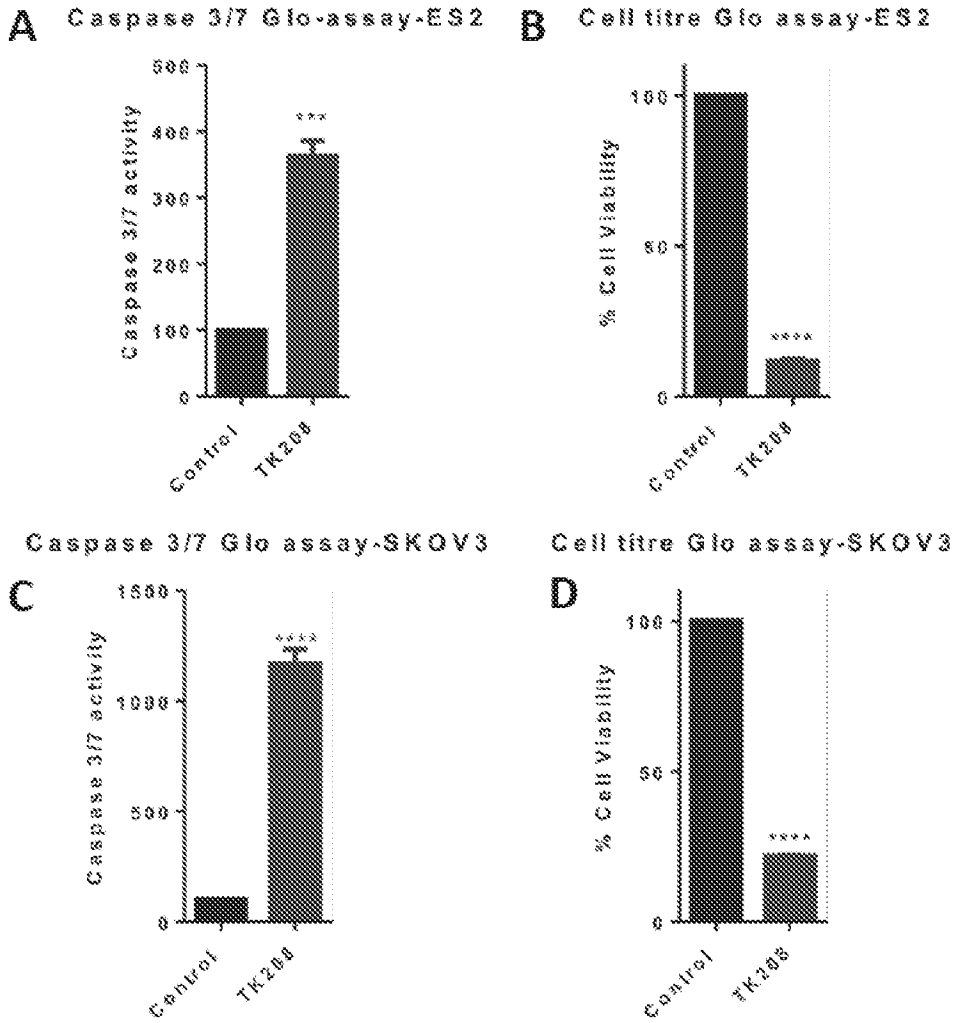 A
Caspase 3/7 Glo-assay-ES2
Caspase 3/7 activity
500
400
300
200
100
0
***
Control
TK208
B
Cell titre Glo assay-ES2
% Cell Viability
100
50
0
****
Control
TK208
Caspase 3/7 Glo assay-SKOV3
C
Caspase 3/7 activity
1500
1000
500
0
****
Control
TK208
Cell titre Glo assay-SKOV3
D
% Cell Viability
100
50
0
****
Control
TK208